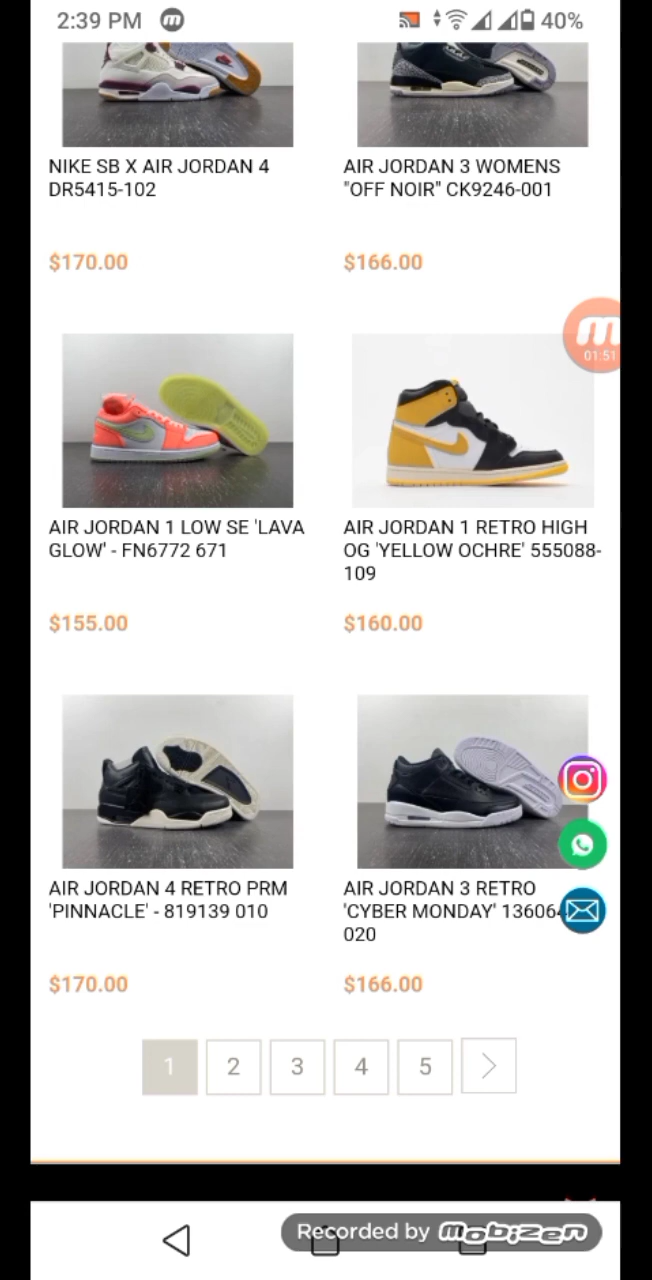 2:39 PM
40%
NIKE SB X AIR JORDAN 4
DR5415-102
$170.00
AIR JORDAN 3 WOMENS
"OFF NOIR" CK9246-001
$166.00
01:51
AIR JORDAN 1 LOW SE 'LAVA
GLOW' - FN6772 671
$155.00
AIR JORDAN 1 RETRO HIGH
OG 'YELLOW OCHRE' 555088-
109
$160.00
AIR JORDAN 4 RETRO PRM
'PINNACLE' - 819139 010
$170.00
AIR JORDAN 3 RETRO
'CYBER MONDAY' 136064
020
$166.00
1 2 3 4 5
Recorded by Mobizen